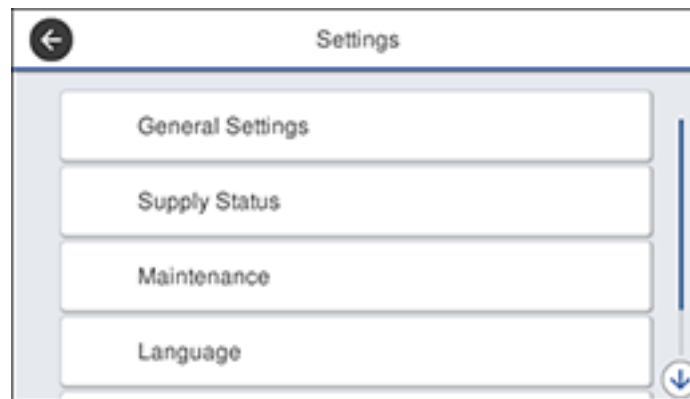 Settings
General Settings
Supply Status
Maintenance
Language